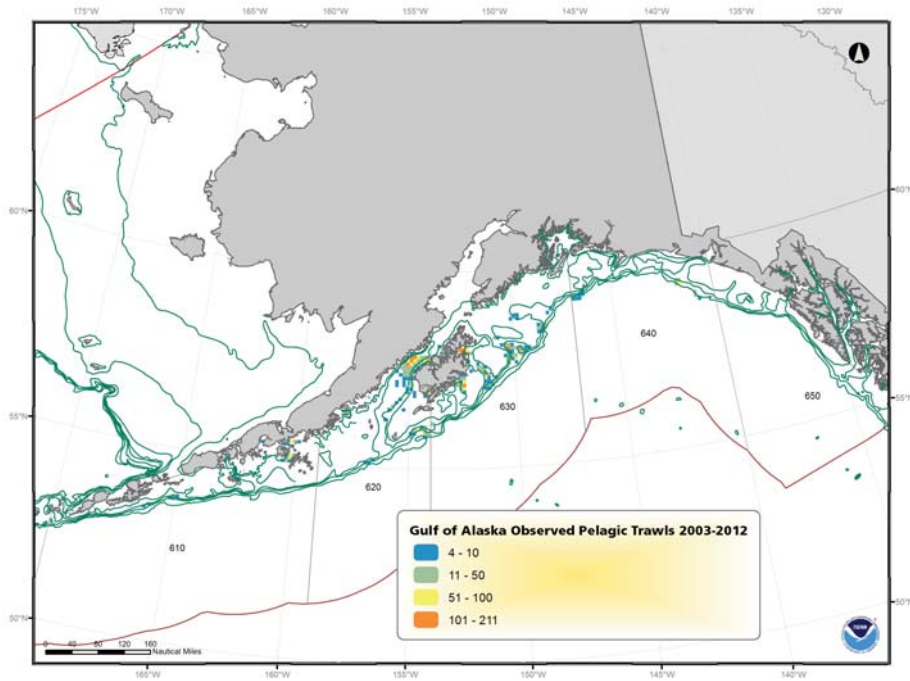 175°W 170°W 165°W 160°W 155°W 150°W 145°W 140°W 135°W 130°W
60°N 60°N
640
55°N 650 55°N
630
620
Gulf of Alaska Observed Pelagic Trawls 2003-2012
610
4 - 10
11 - 50
51 - 100
50°N 101 - 211 50°N
NOAA
0 40 80 120 160
Nautical Miles
165°W 160°W 155°W 150°W 145°W 140°W